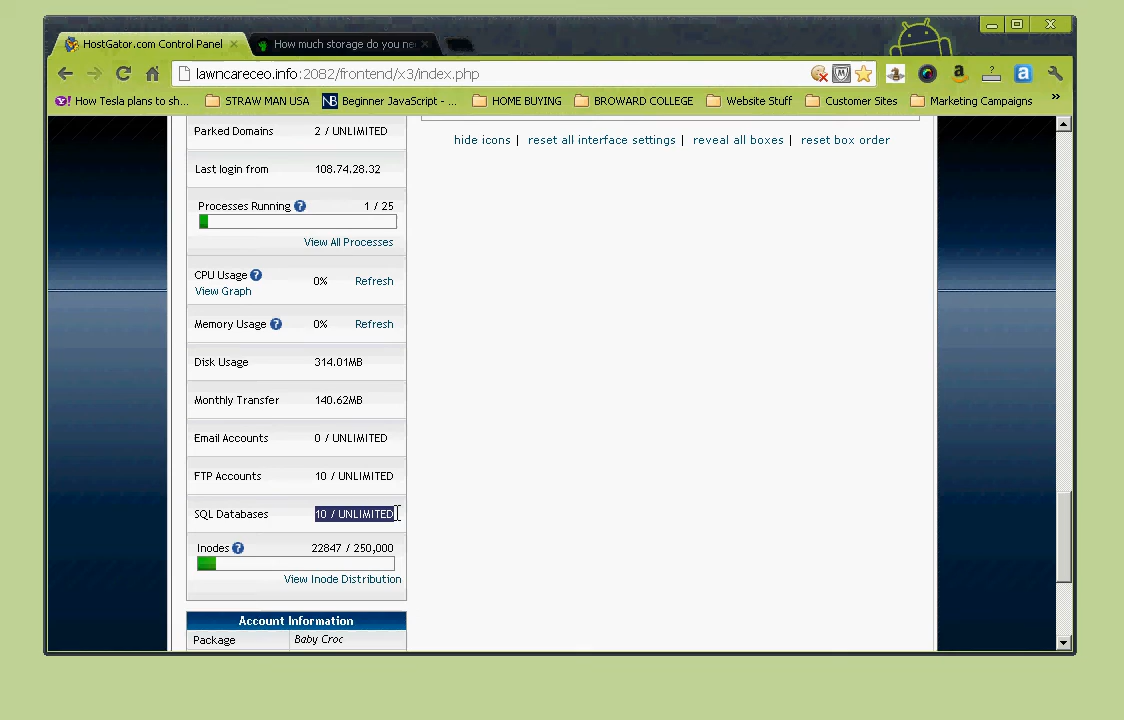 HostGator.com Control Panel
How much storage do you ne
lawncareceo.info:2082/frontend/x3/index.php
How Tesla plans to sh...
STRAW MAN USA
Beginner JavaScript - ...
HOME BUYING
BROWARD COLLEGE
Website Stuff
Customer Sites
Marketing Campaigns
Parked Domains 2 / UNLIMITED
hide icons | reset all interface settings | reveal all boxes | reset box order
Last login from 108.74.28.32
Processes Running 1 / 25
View All Processes
CPU Usage 0% Refresh
View Graph
Memory Usage 0% Refresh
Disk Usage 314.01MB
Monthly Transfer 140.62MB
Email Accounts 0 / UNLIMITED
FTP Accounts 10 / UNLIMITED
SQL Databases 10 / UNLIMITED
Inodes 22847 / 250,000
View Inode Distribution
Account Information
Package Baby Croc